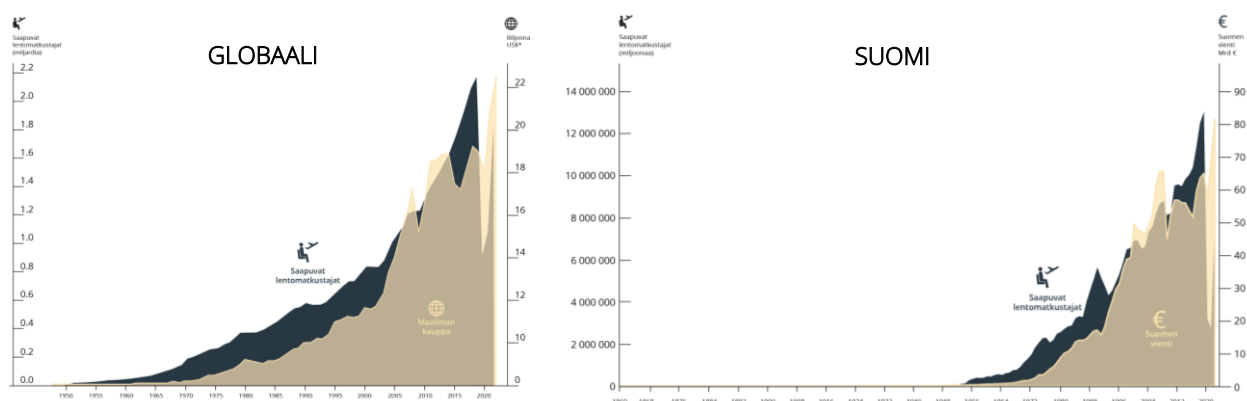 Saapuvat
lentomatkustajat
(miljardia)
GLOBAALI
Biljoona
US$*
2.2
2.0
1.8
1.6
1.4
1.2
1.0
0.8
0.6
0.4
0.2
0.0
22
20
18
16
14
12
10
0
Saapuvat
lentomatkustajat
Maailman
kauppa
1950 1955 1960 1965 1970 1975 1980 1985 1990 1995 2000 2005 2010 2015 2020
Saapuvat
lentomatkustajat
(miljoonaa)
SUOMI
Suomen
vienti
Mrd €
14 000 000
12 000 000
10 000 000
8 000 000
6 000 000
4 000 000
2 000 000
0
90
80
70
60
50
40
30
20
10
0
Saapuvat
lentomatkustajat
€
Suomen
vienti